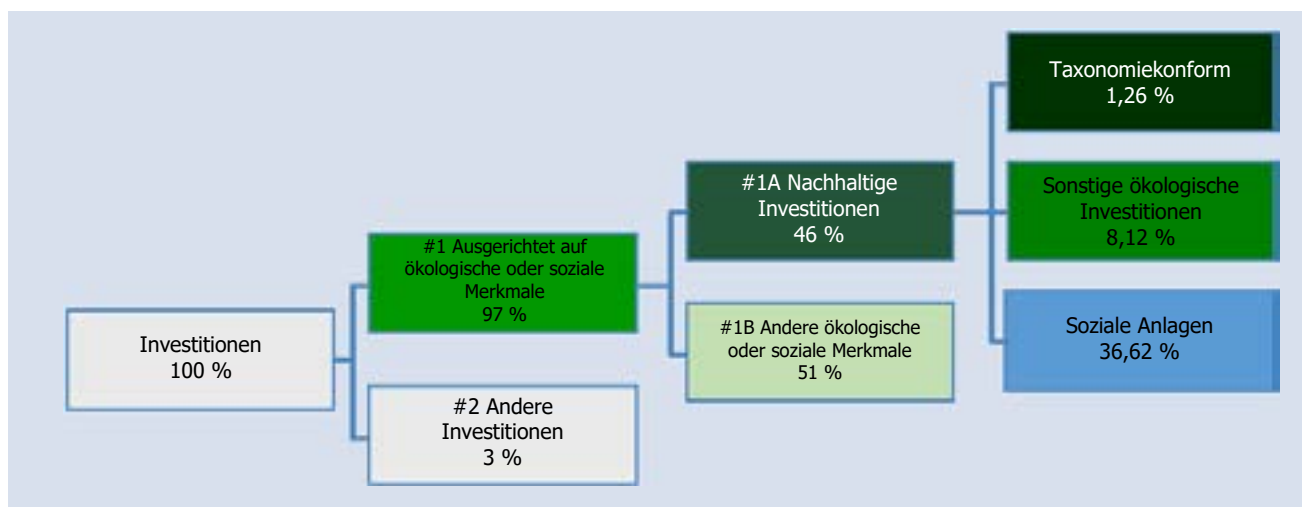 Investitionen
100 %
#1 Ausgerichtet auf
ökologische oder soziale
Merkmale
97 %
#2 Andere
Investitionen
3 %
#1A Nachhaltige
Investitionen
46 %
#1B Andere ökologische
oder soziale Merkmale
51 %
Taxonomiekonform
1,26 %
Sonstige ökologische
Investitionen
8,12 %
Soziale Anlagen
36,62 %